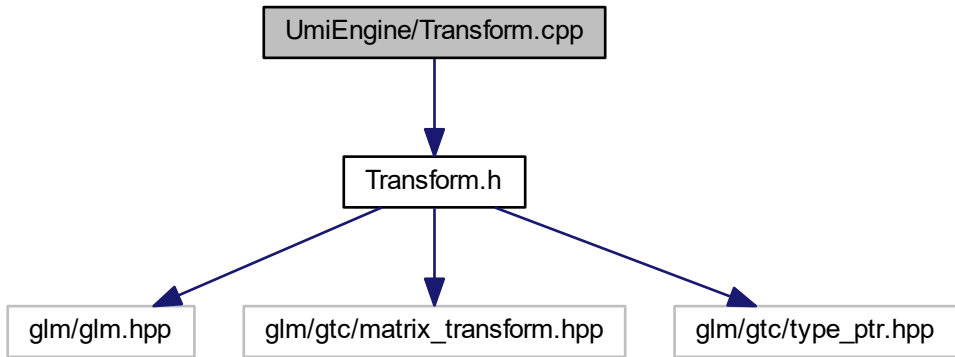 UmiEngine/Transform.cpp
Transform.h
glm/glm.hpp
glm/gtc/matrix_transform.hpp
glm/gtc/type_ptr.hpp